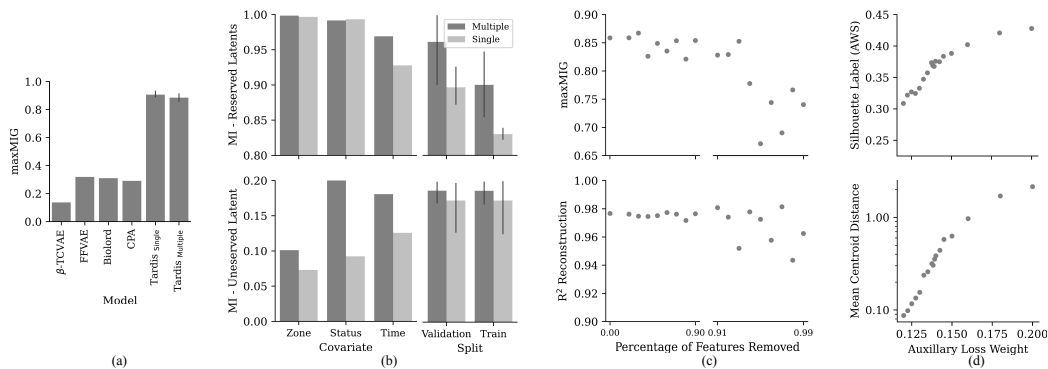 maxMIG
1.0
0.8
0.6
0.4
0.2
0.0
β-TCVAE
FFVAE
Biolord
CPA
Tardis Single
Tardis Multiple
Model
(a)
MI - Reserved Latents
1.00
0.95
0.90
0.85
0.80
Multiple
Single
MI - Uneserved Latent
0.20
0.15
0.10
0.05
0.00
Zone
Status
Time
Validation
Train
Covariate
Split
(b)
maxMIG
0.90
0.85
0.80
0.75
0.70
0.65
R² Reconstruction
1.00
0.98
0.96
0.94
0.92
0.90
0.00
0.90
0.91
0.99
Percentage of Features Removed
(c)
Silhouette Label (AWS)
0.45
0.40
0.35
0.30
0.25
Mean Centroid Distance
1.00
0.10
0.125
0.150
0.175
0.200
Auxillary Loss Weight
(d)